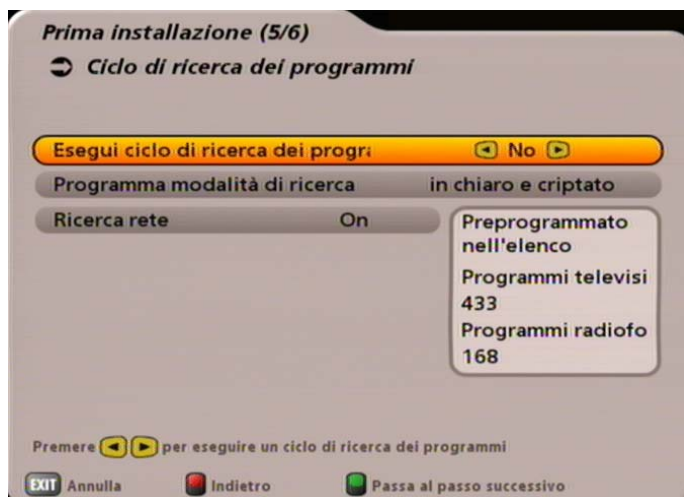 Prima installazione (5/6)
Ciclo di ricerca dei programmi
Esegui ciclo di ricerca dei progra No
Programma modalità di ricerca in chiaro e criptato
Ricerca rete On
Preprogrammato
nell'elenco
Programmi televisi
433
Programmi radiofo
168
Premere per eseguire un ciclo di ricerca dei programmi
EXIT Annulla Indietro Passa al passo successivo